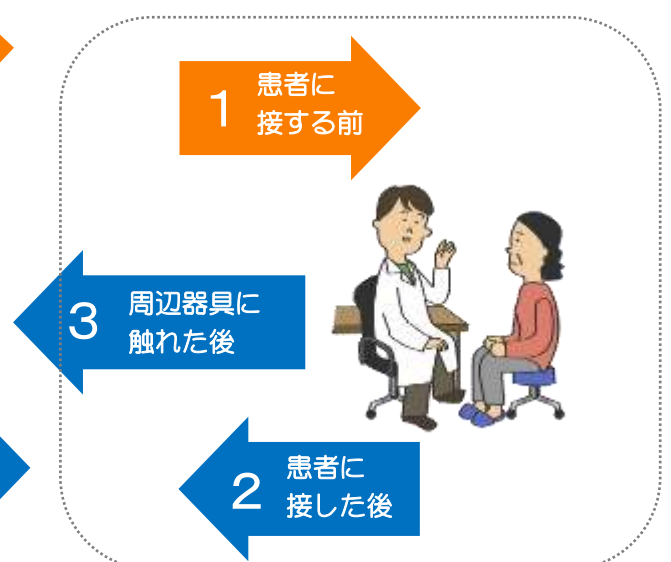 1 患者に
接する前
3 周辺器具に
触れた後
2 患者に
接した後